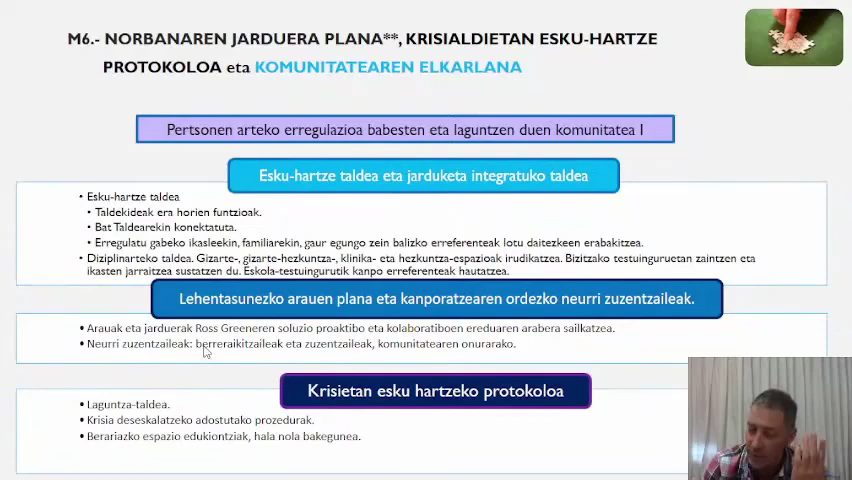 M6.- NORBANAREN JARDUERA PLANA**, KRISIALDIETAN ESKU-HARTZE
PROTOKOLOA eta KOMUNITATEAREN ELKARLANA
Pertsonen arteko erregulazioa babesten eta laguntzen duen komunitatea I
Esku-hartze taldea eta jarduketa integratuko taldea
• Esku-hartze taldea
• Taldekideak era horien funtzioak.
• Bat Taldearekin konektatuta.
• Erregulatu gabeko ikasleekin, familiarekin, gaur egungo zein balizko erreferenteak lotu daitezkeen erabakitzea.
• Diziplinarteko taldea. Gizarte-, gizarte-hezkuntza-, klinika- eta hezkuntza-espazioak irudikatzea. Bizitzako testuinguruetan zaintzen eta
ikasten jarraitzea sustatzen du. Eskola-testuingurutik kanpo erreferenteak hautatzea.
Lehentasunezko arauen plana eta kanporatzearen ordezko neurri zuzentzaileak.
• Arauak eta jarduerak Ross Greeneren soluzio proaktibo eta kolaboratiboen ereduaren arabera sailkatzea.
• Neurri zuzentzaileak: berreraikitzaileak eta zuzentzaileak, komunitatearen onurarako.
Krisietan esku hartzeko protokoloa
• Laguntza-taldea.
• Krisia deseskalatzeko adostutako prozedurak.
• Berariazko espazio edukiontziak, hala nola bakegunea.